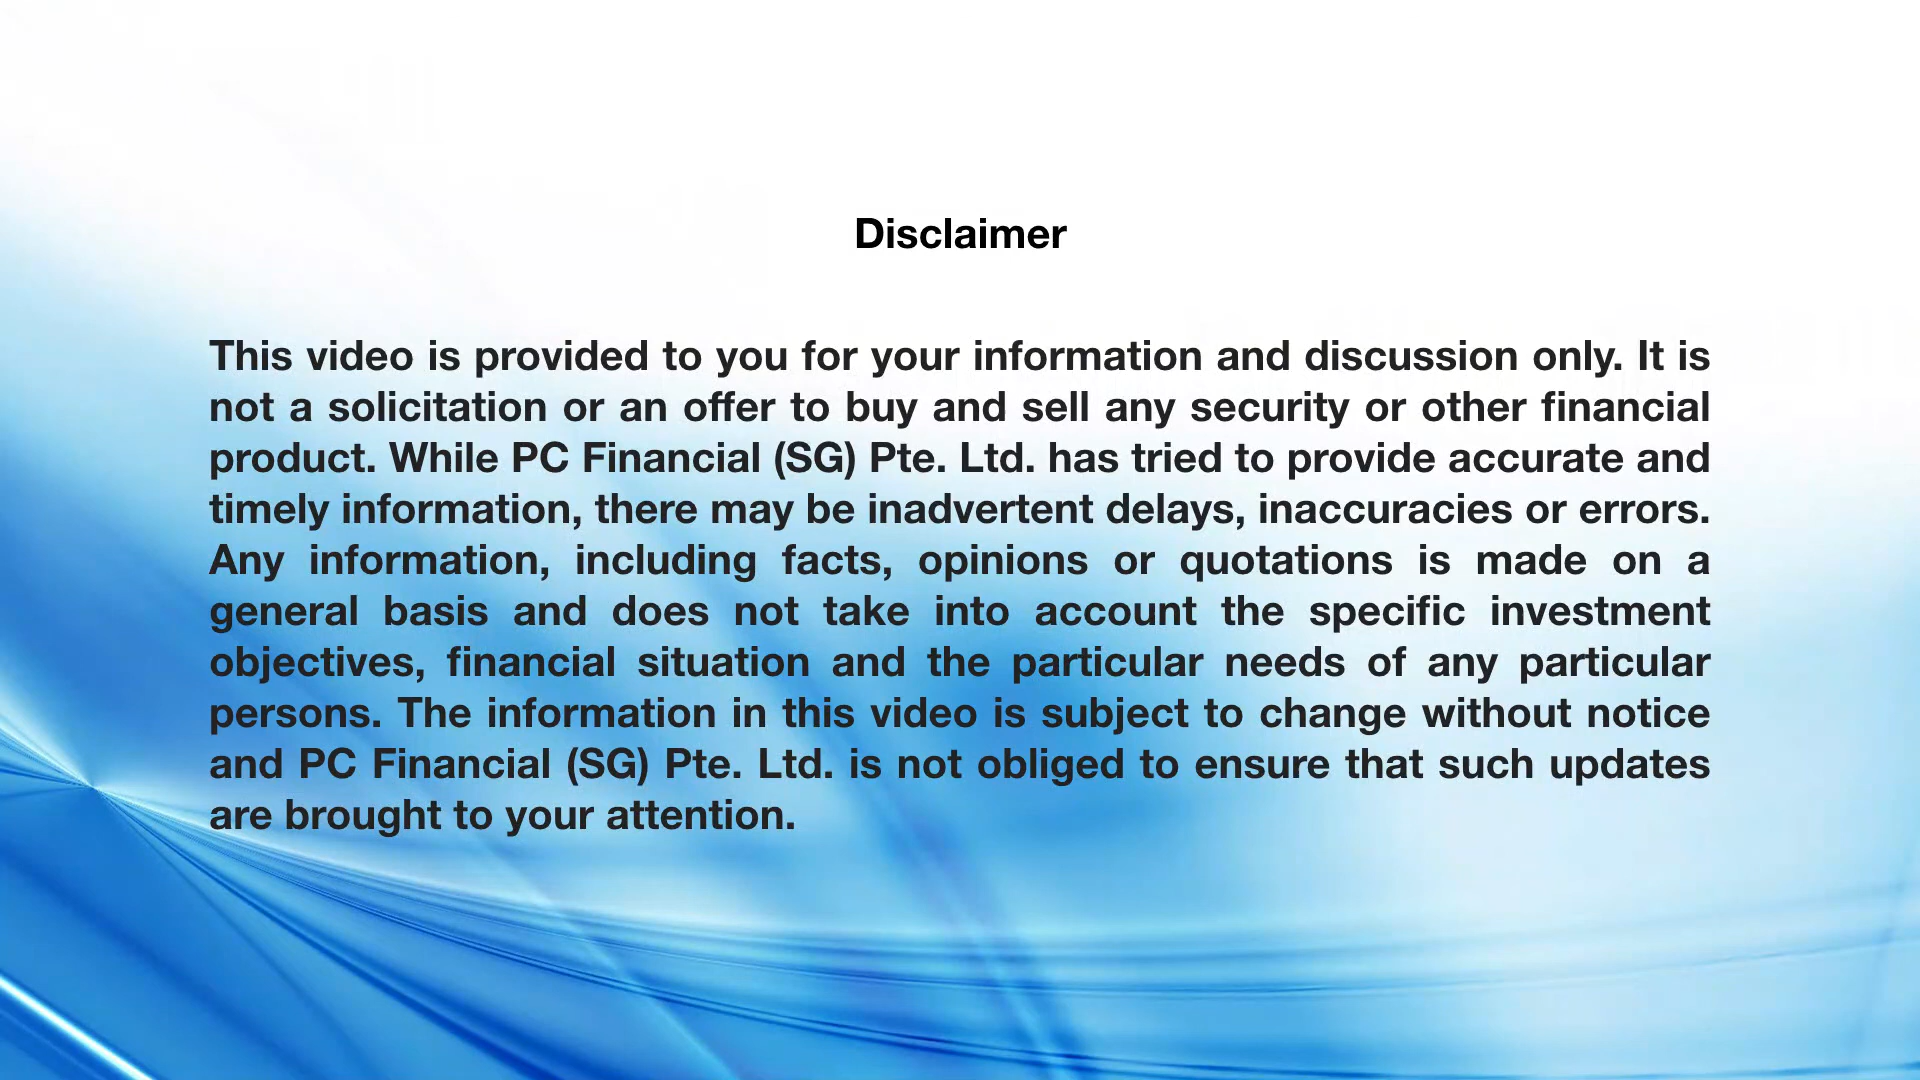 Disclaimer
This video is provided to you for your information and discussion only. It is
not a solicitation or an offer to buy and sell any security or other financial
product. While PC Financial (SG) Pte. Ltd. has tried to provide accurate and
timely information, there may be inadvertent delays, inaccuracies or errors.
Any information, including facts, opinions or quotations is made on a
general basis and does not take into account the specific investment
objectives, financial situation and the particular needs of any particular
persons. The information in this video is subject to change without notice
and PC Financial (SG) Pte. Ltd. is not obliged to ensure that such updates
are brought to your attention.